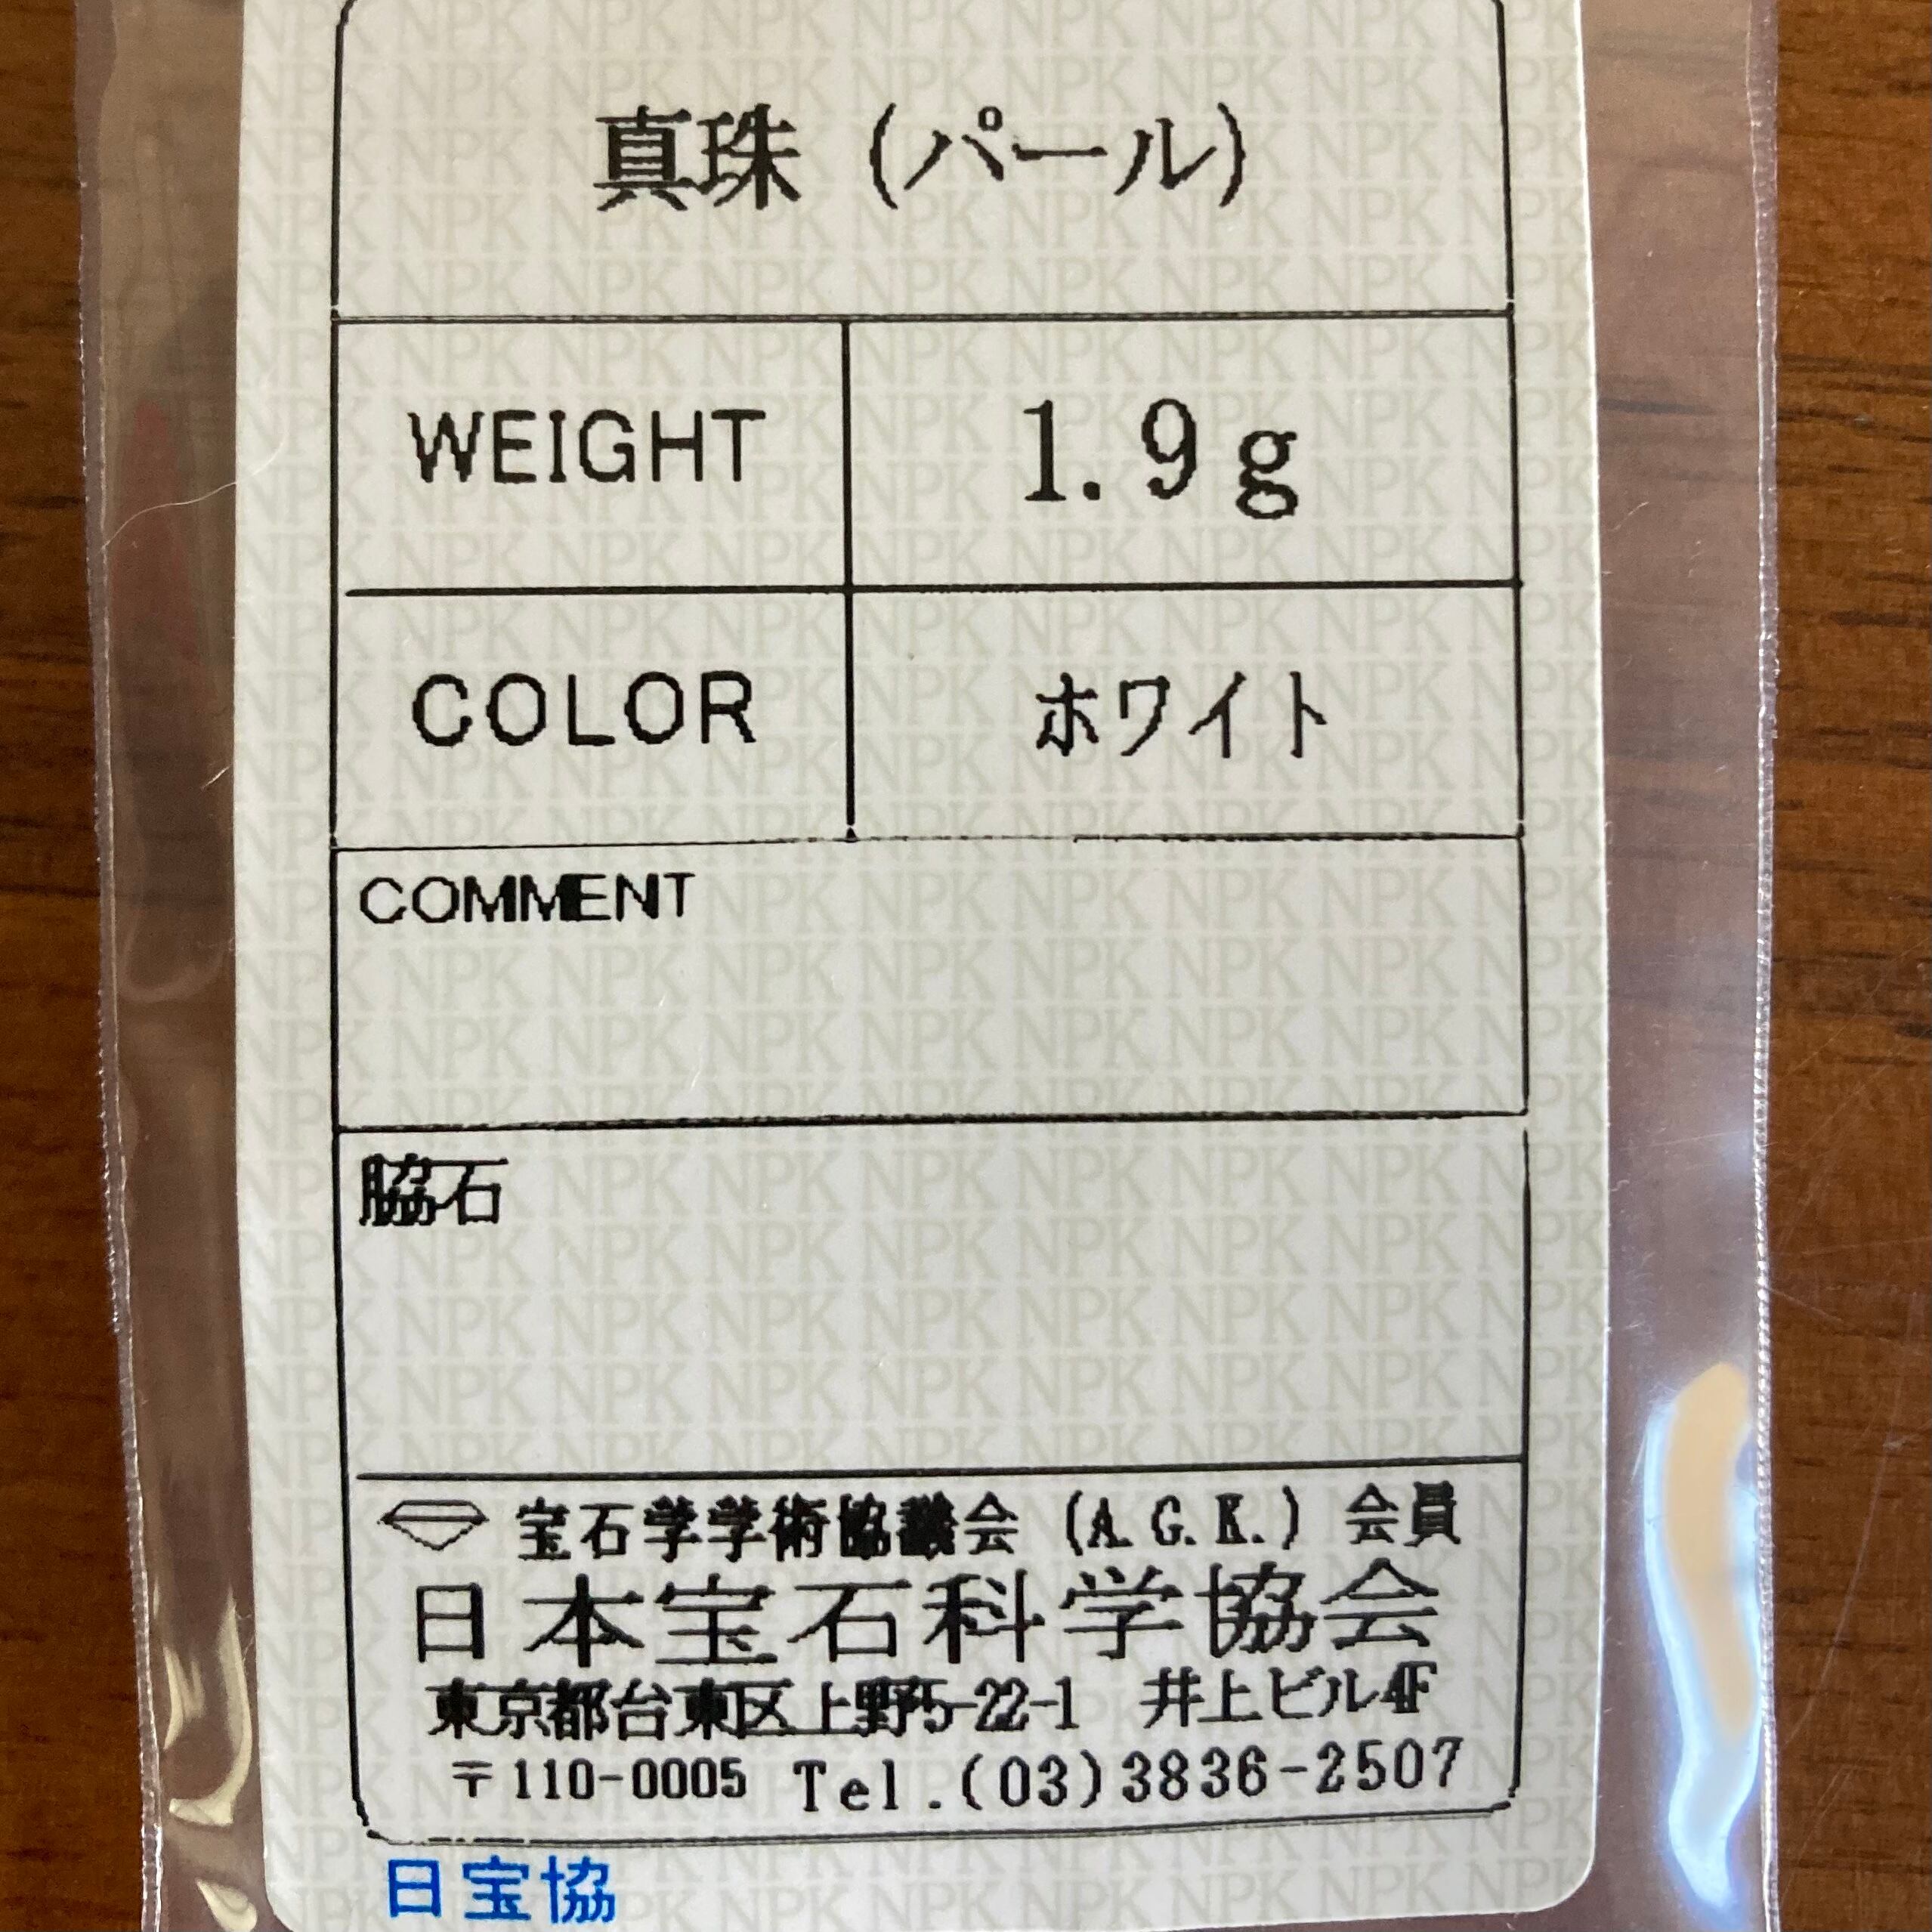 真珠 (パール)
WEIGHT 1.9g
COLOR ホワイト
COMMENT
脇石
宝石学学術協議会 (A.G.K.) 会員
日本宝石科学協会
東京都台東区上野5-22-1 井上ビル4F
〒110-0005 Tel.(03)3836-2507
日宝協